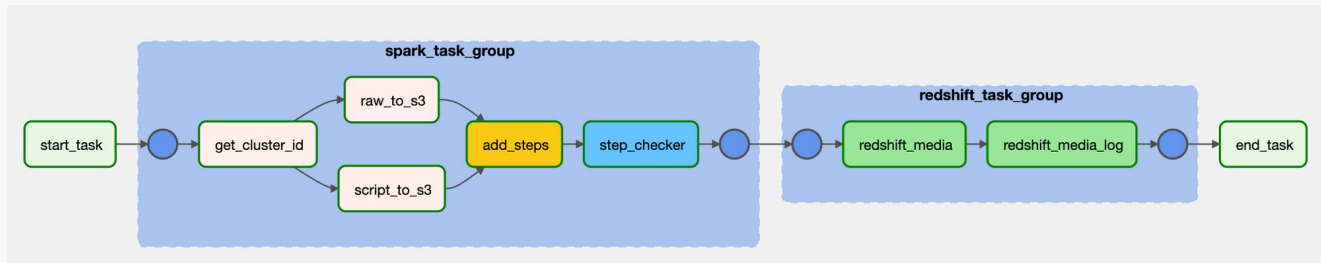 spark_task_group
redshift_task_group
start_task
get_cluster_id
raw_to_s3
script_to_s3
add_steps
step_checker
redshift_media
redshift_media_log
end_task